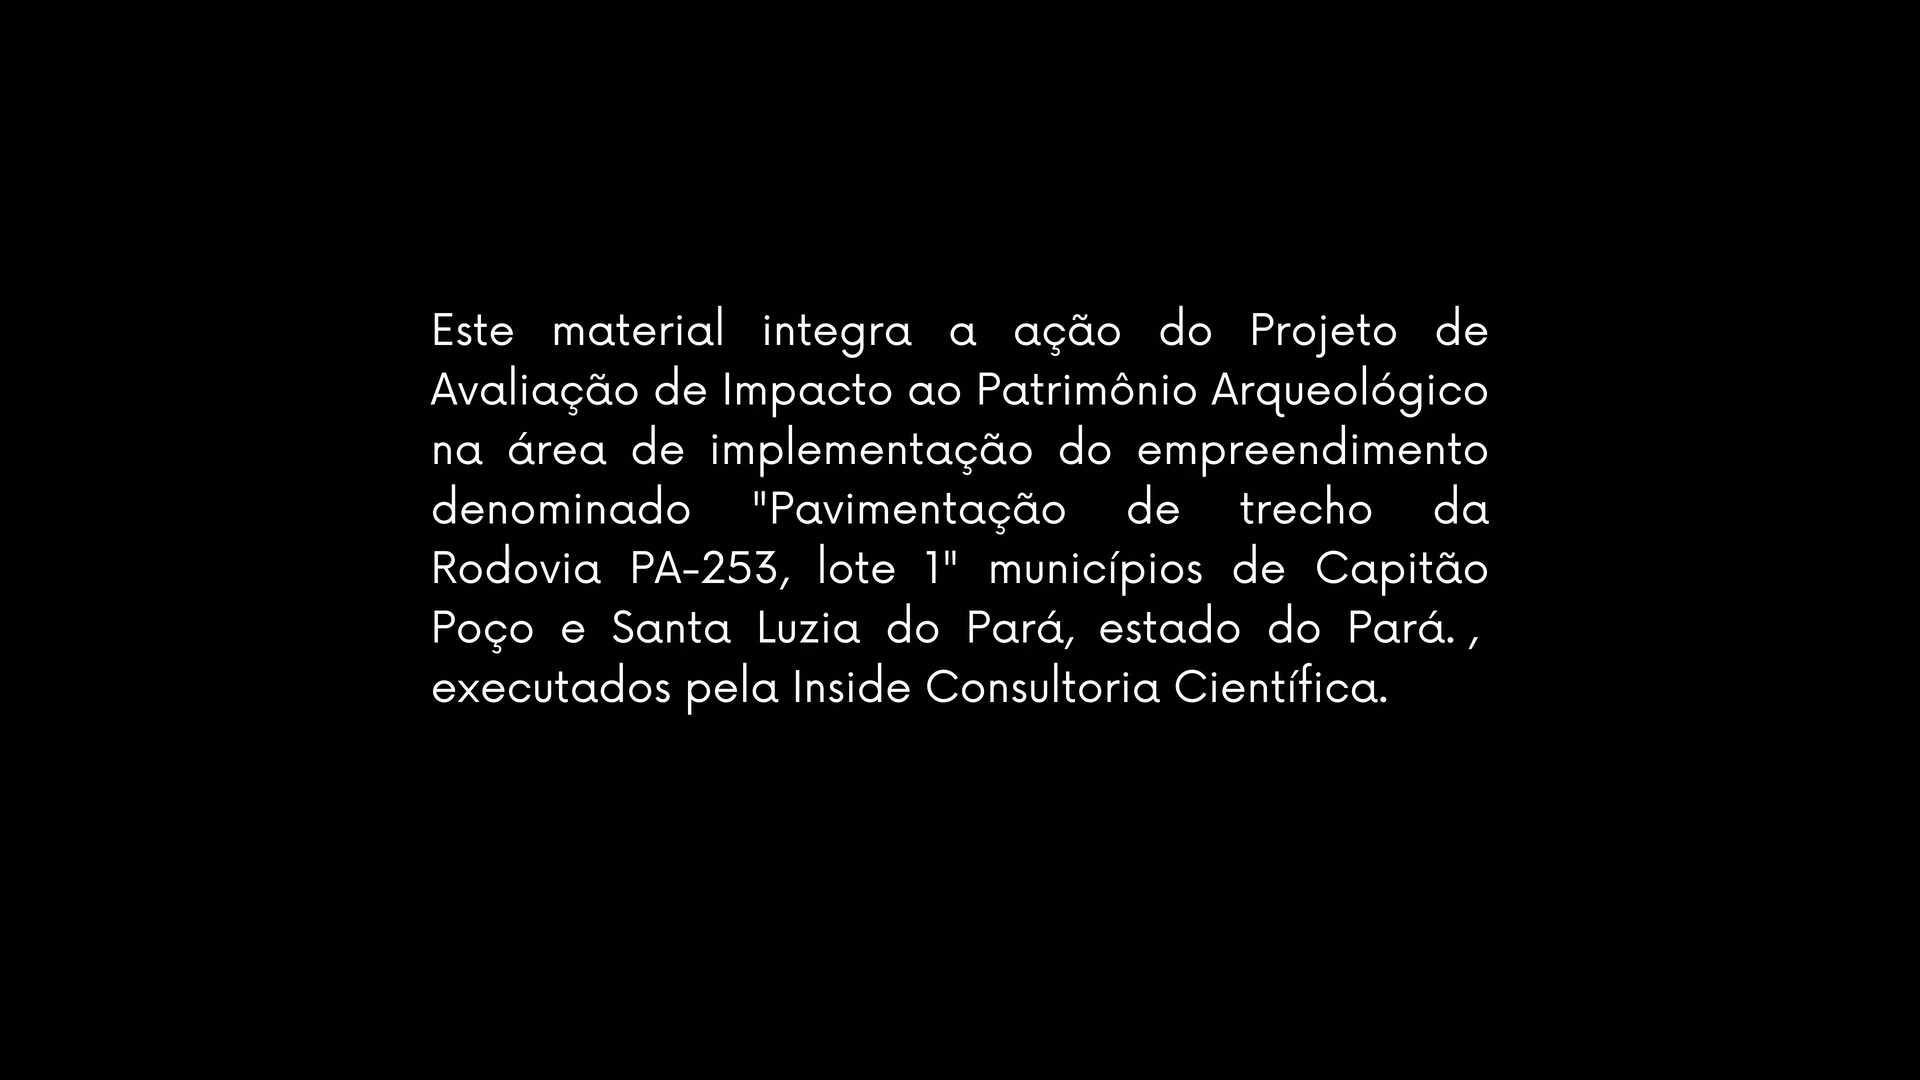 Este material integra a ação do Projeto de
Avaliação de Impacto ao Patrimônio Arqueológico
na área de implementação do empreendimento
denominado "Pavimentação de trecho da
Rodovia PA-253, lote 1" municípios de Capitão
Poço e Santa Luzia do Pará, estado do Pará. ,
executados pela Inside Consultoria Científica.